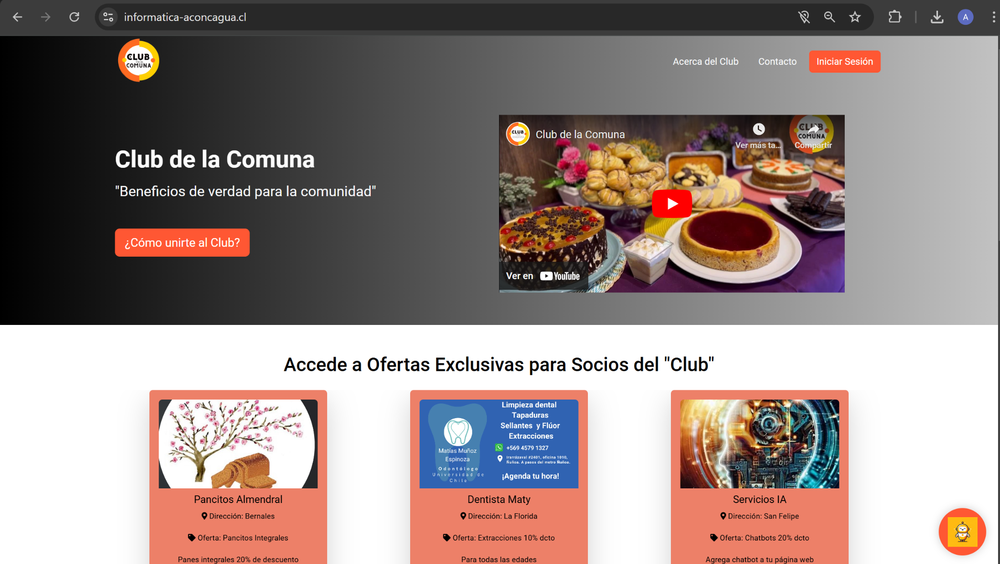 informatica-aconcagua.cl
A
CLUB
COMUNA
Acerca del Club
Contacto
Iniciar Sesión
Club de la Comuna
"Beneficios de verdad para la comunidad"
¿Cómo unirte al Club?
CLUB
Club de la Comuna
Ver más ta...
Compartir
CLUB
COMUNA
HOME
Ver en YouTube
Accede a Ofertas Exclusivas para Socios del "Club"
Pancitos Almendral
Dirección: Bernales
Oferta: Pancitos Integrales
Panes integrales 20% de descuento
Matías Muñoz
Espinoza
Odontólogo
Universidad de
Chile
Limpieza dental
Tapaduras
Sellantes y Flúor
Extracciones
+569 4579 1327
Irarrázaval #2401, oficina 1010,
Ñuñoa. A pasos del metro Ñuñoa.
¡Agenda tu hora!
Dentista Maty
Dirección: La Florida
Oferta: Extracciones 10% dcto
Para todas las edades
Servicios IA
Dirección: San Felipe
Oferta: Chatbots 20% dcto
Agrega chatbot a tu página web